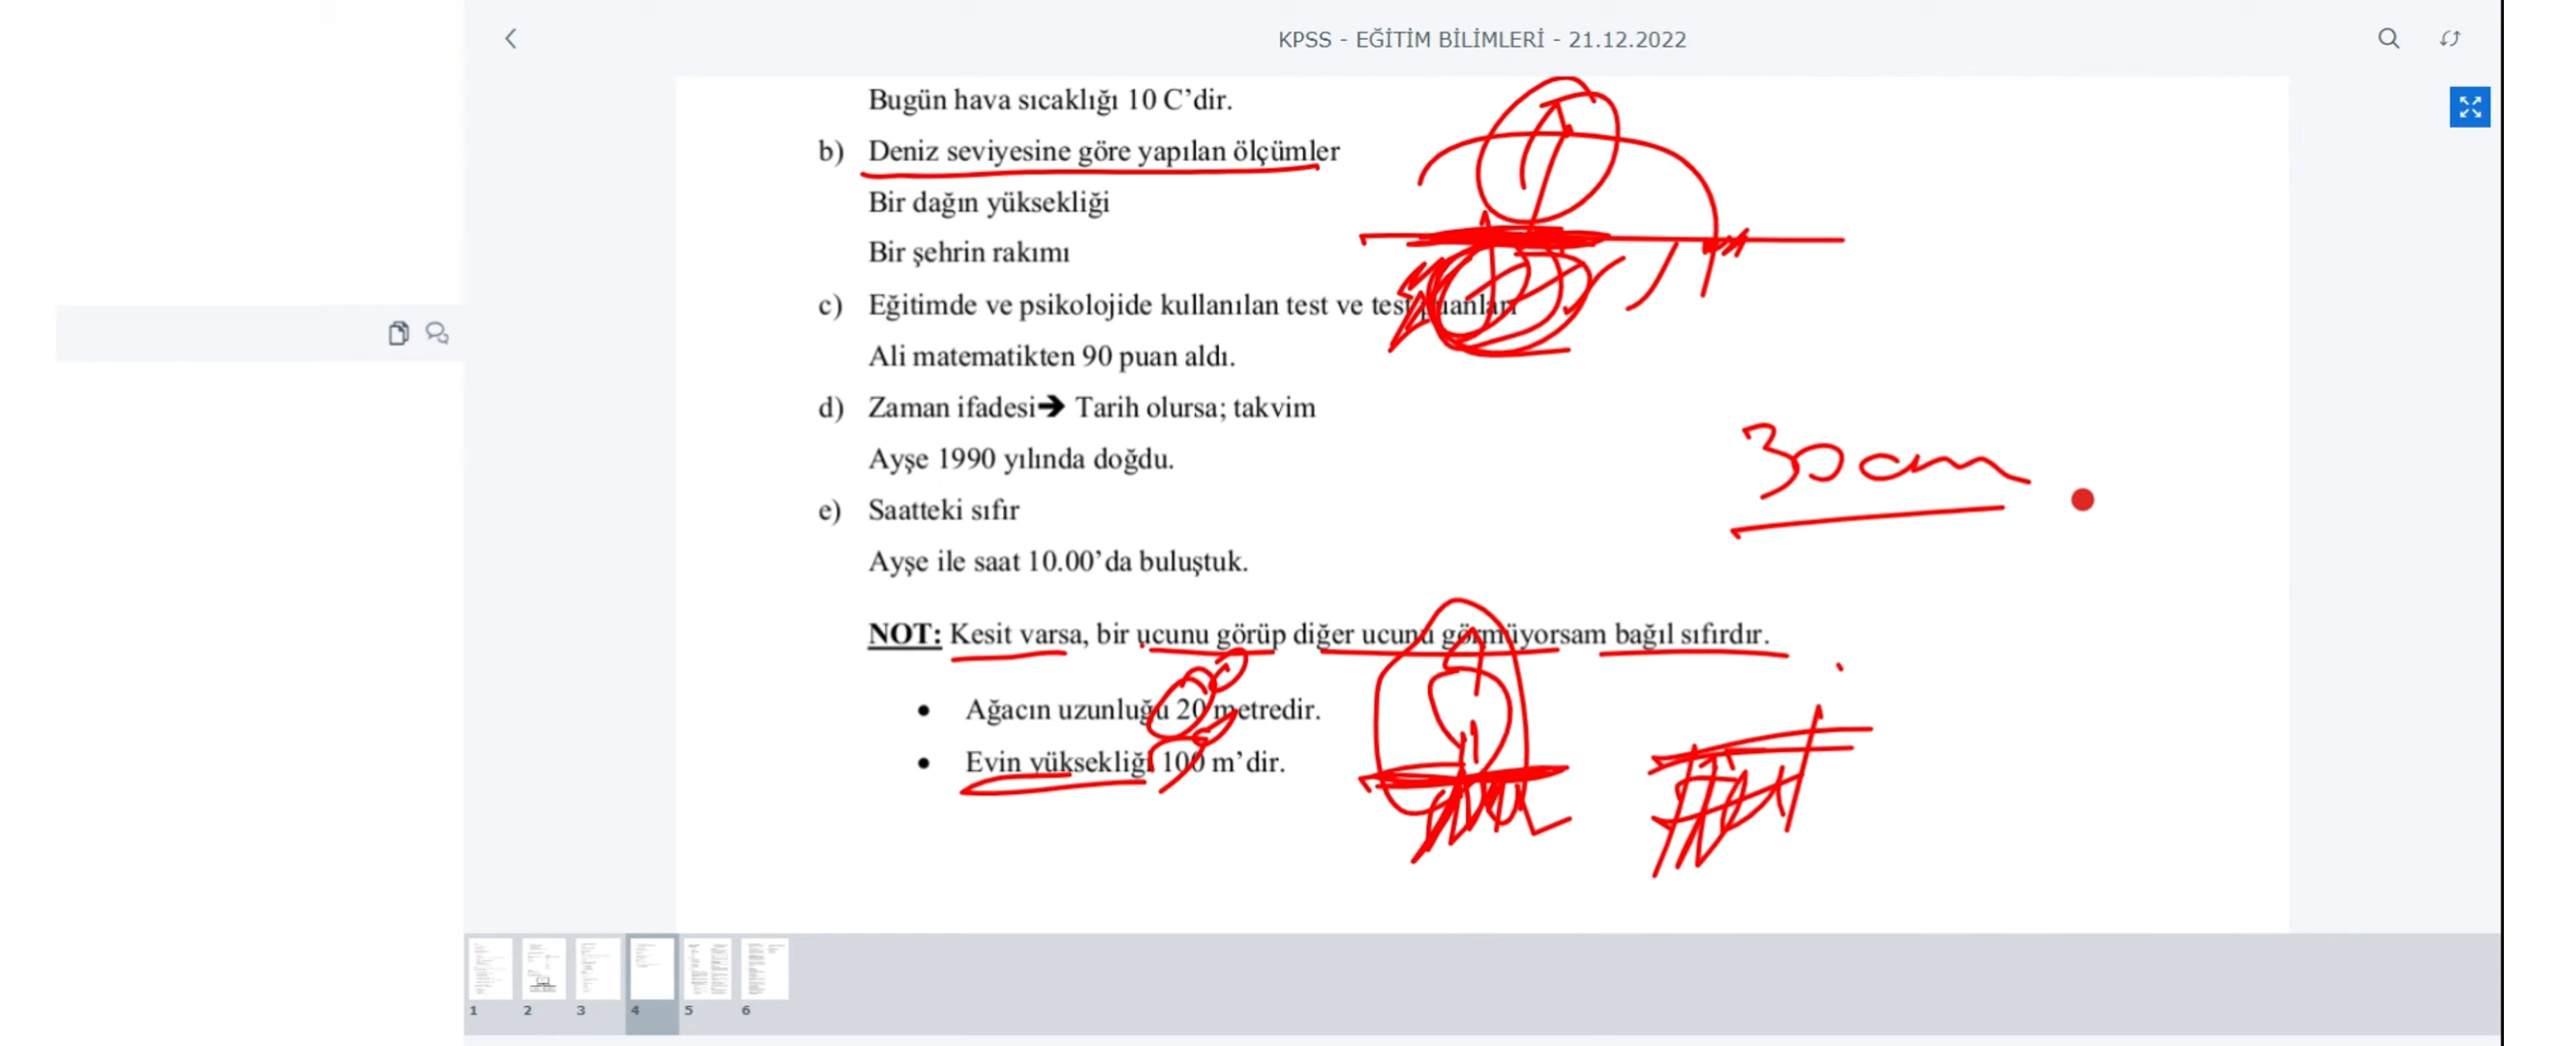 KPSS - EĞİTİM BİLİMLERİ - 21.12.2022
Bugün hava sıcaklığı 10 C’dir.
b) Deniz seviyesine göre yapılan ölçümler
Bir dağın yüksekliği
Bir şehrin rakımı
c) Eğitimde ve psikolojide kullanılan test ve test puanları
Ali matematikten 90 puan aldı.
d) Zaman ifadesi➔ Tarih olursa; takvim
Ayşe 1990 yılında doğdu.
30 cm
e) Saatteki sıfır
Ayşe ile saat 10.00’da buluştuk.
NOT: Kesit varsa, bir ucunu görüp diğer ucunu görmüyorsam bağıl sıfırdır.
• Ağacın uzunluğu 20 metredir.
• Evin yüksekliği 100 m’dir.
1 2 3 4 5 6